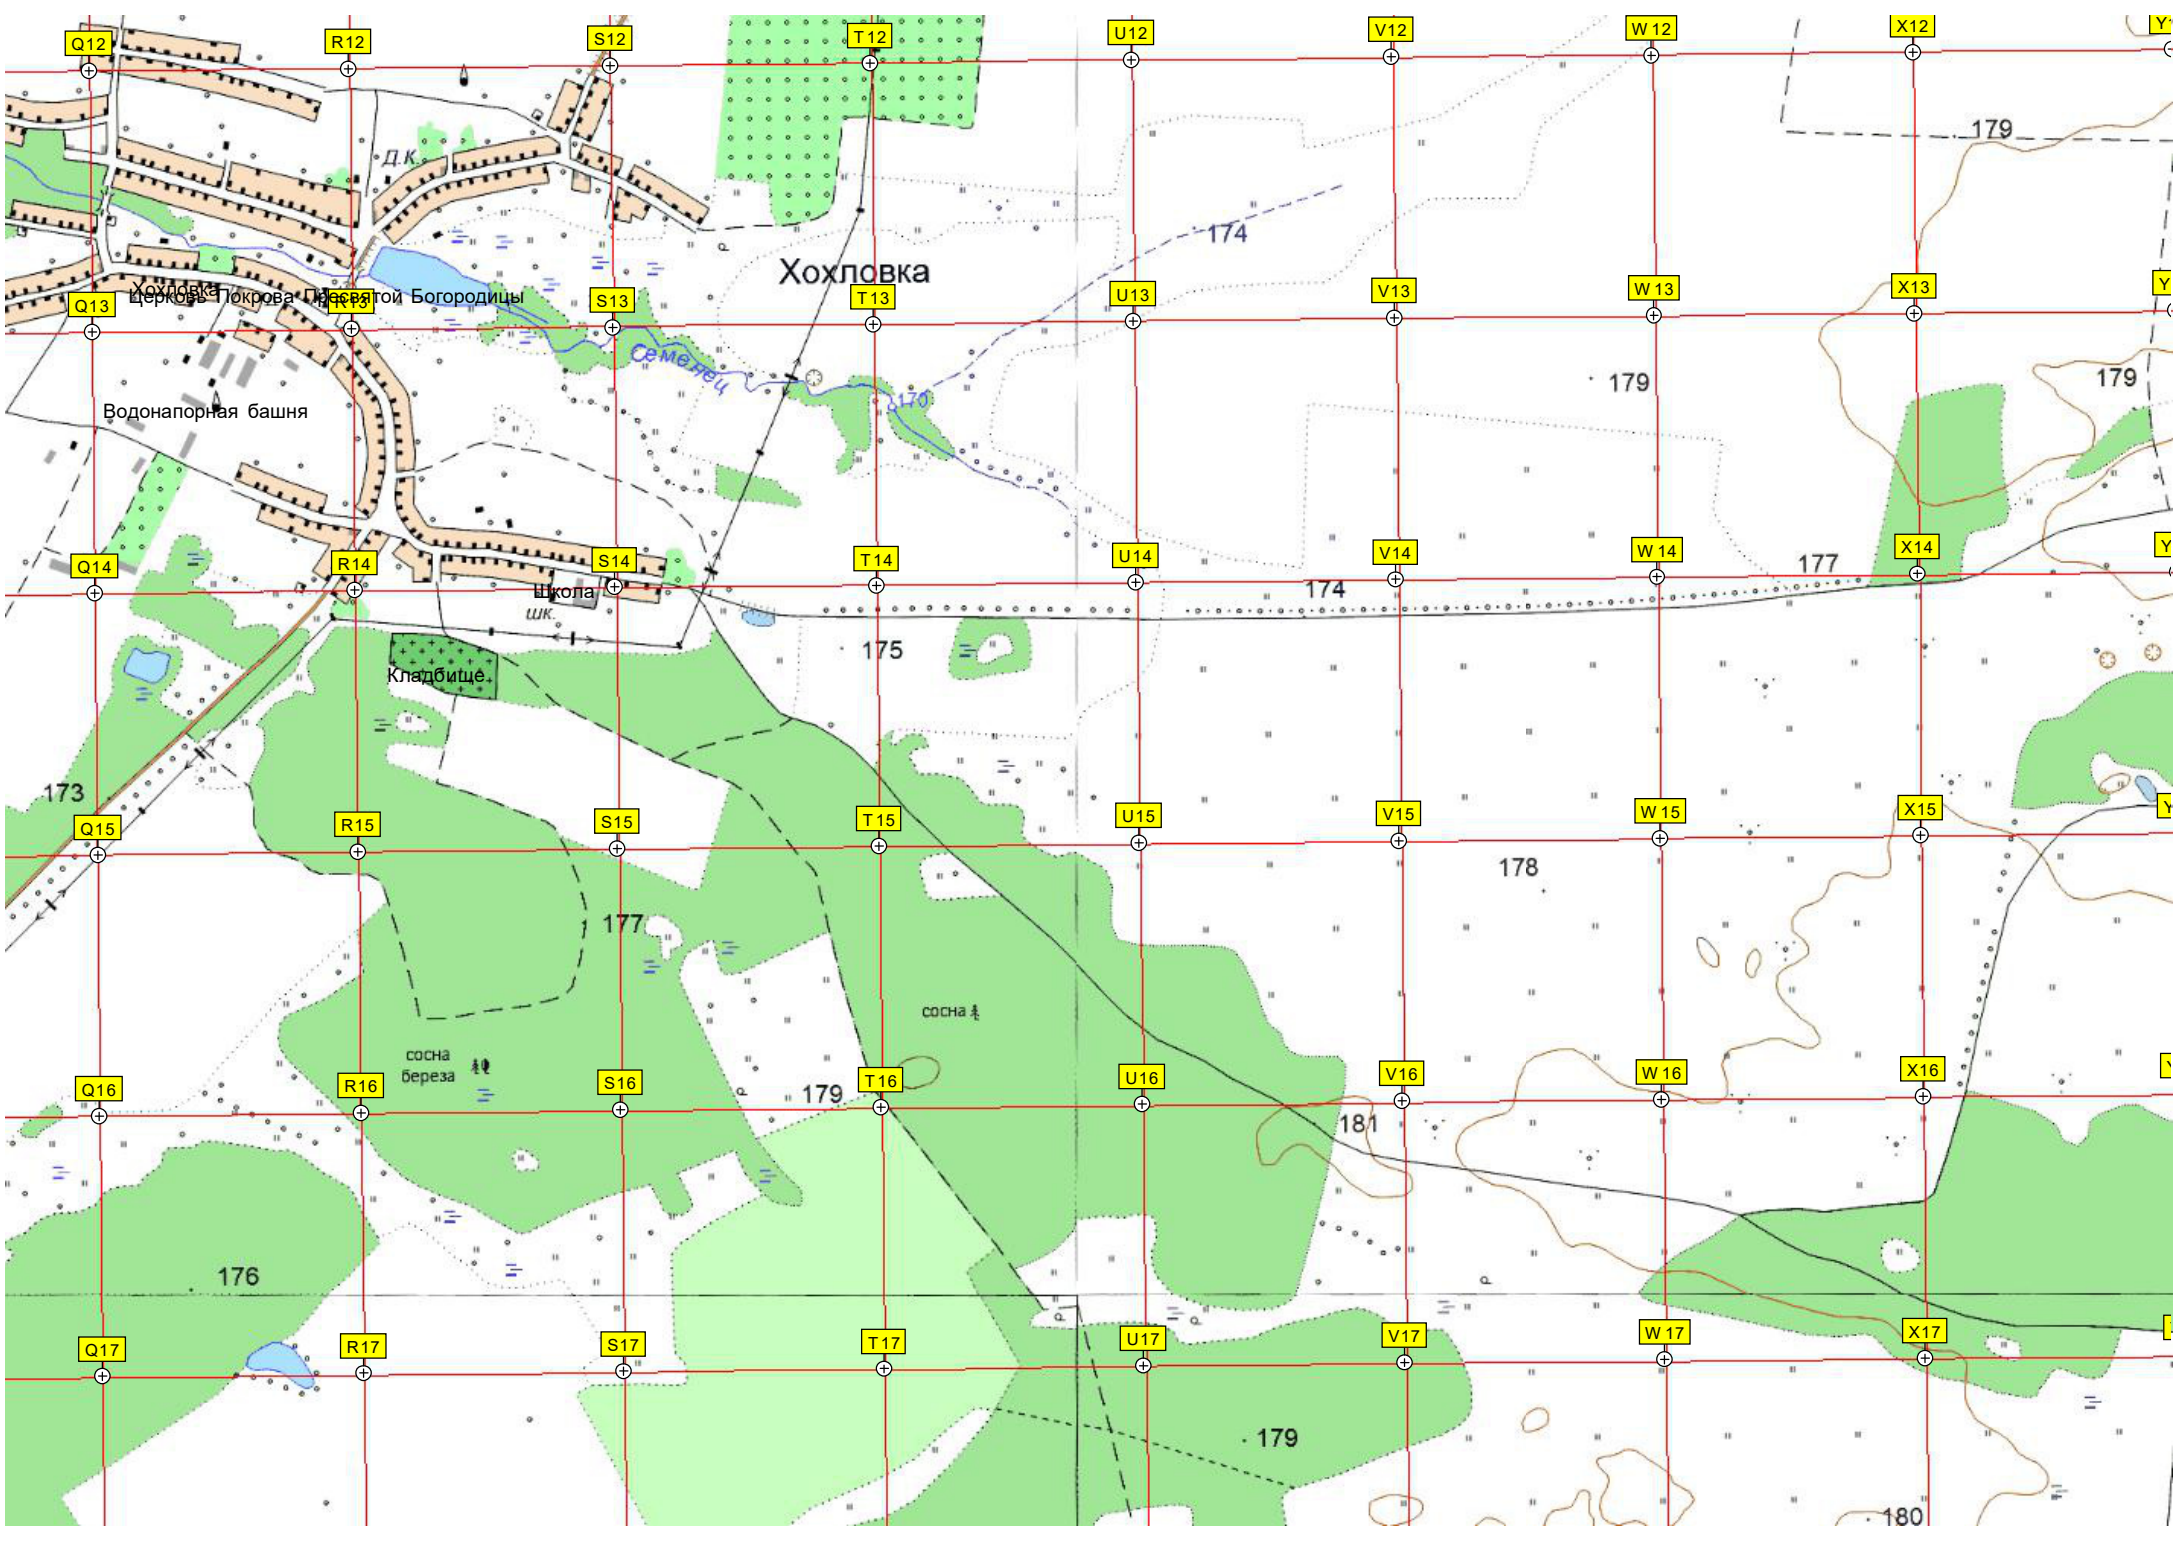 Q12 R12 S12 T12 U12 V12 W12 X12
179
Д.К.
174
Хохловка
Хохловка
Церковь Покрова Пресвятой Богородицы
Q13 R13 S13 T13 U13 V13 W13 X13 Y
Семенец
179
179
170
Водонапорная башня
Q14 R14 S14 T14 U14 V14 W14 X14 Y
177
174
Школа
шк.
175
Кладбище
173
Q15 R15 S15 T15 U15 V15 W15 X15
178
177
сосна
сосна
береза
Q16 R16 S16 T16 U16 V16 W16 X16
179
181
176
Q17 R17 S17 T17 U17 V17 W17 X17
179
180